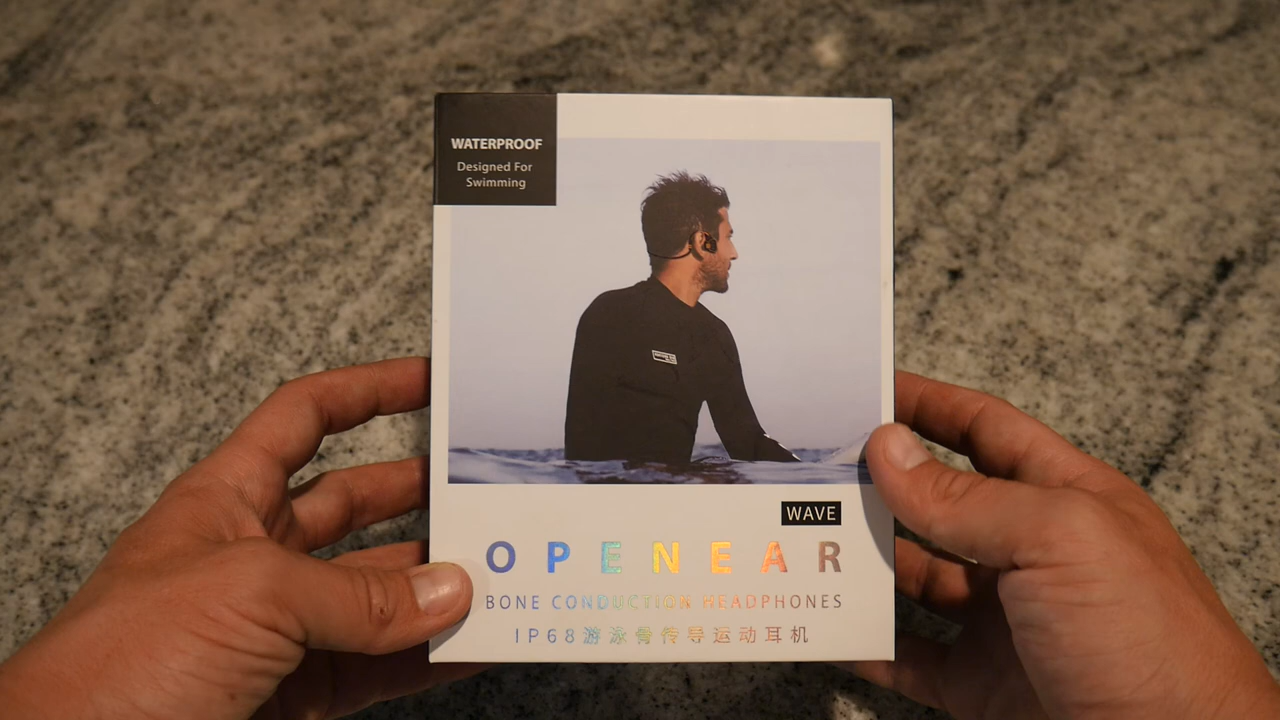 WATERPROOF
Designed For
Swimming
WAVE
OPENEAR
BONE CONDUCTION HEADPHONES
IP68游泳骨传导运动耳机